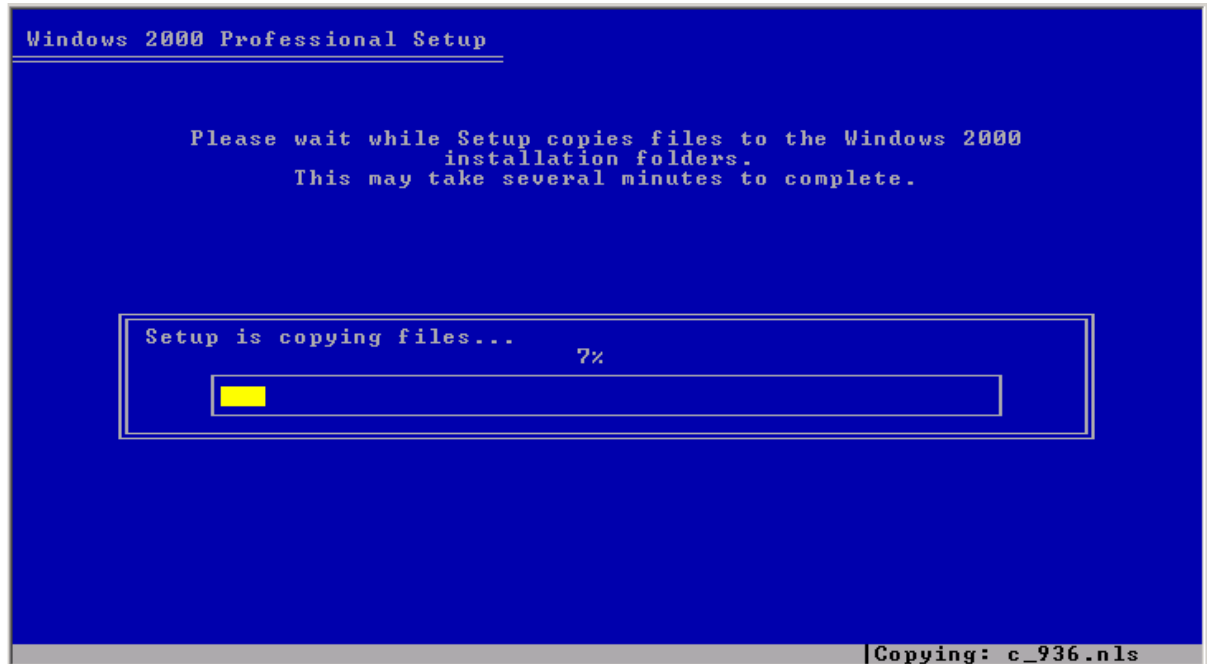 Windows 2000 Professional Setup
Please wait while Setup copies files to the Windows 2000
installation folders.
This may take several minutes to complete.
Setup is copying files...
7%
Copying: c_936.nls